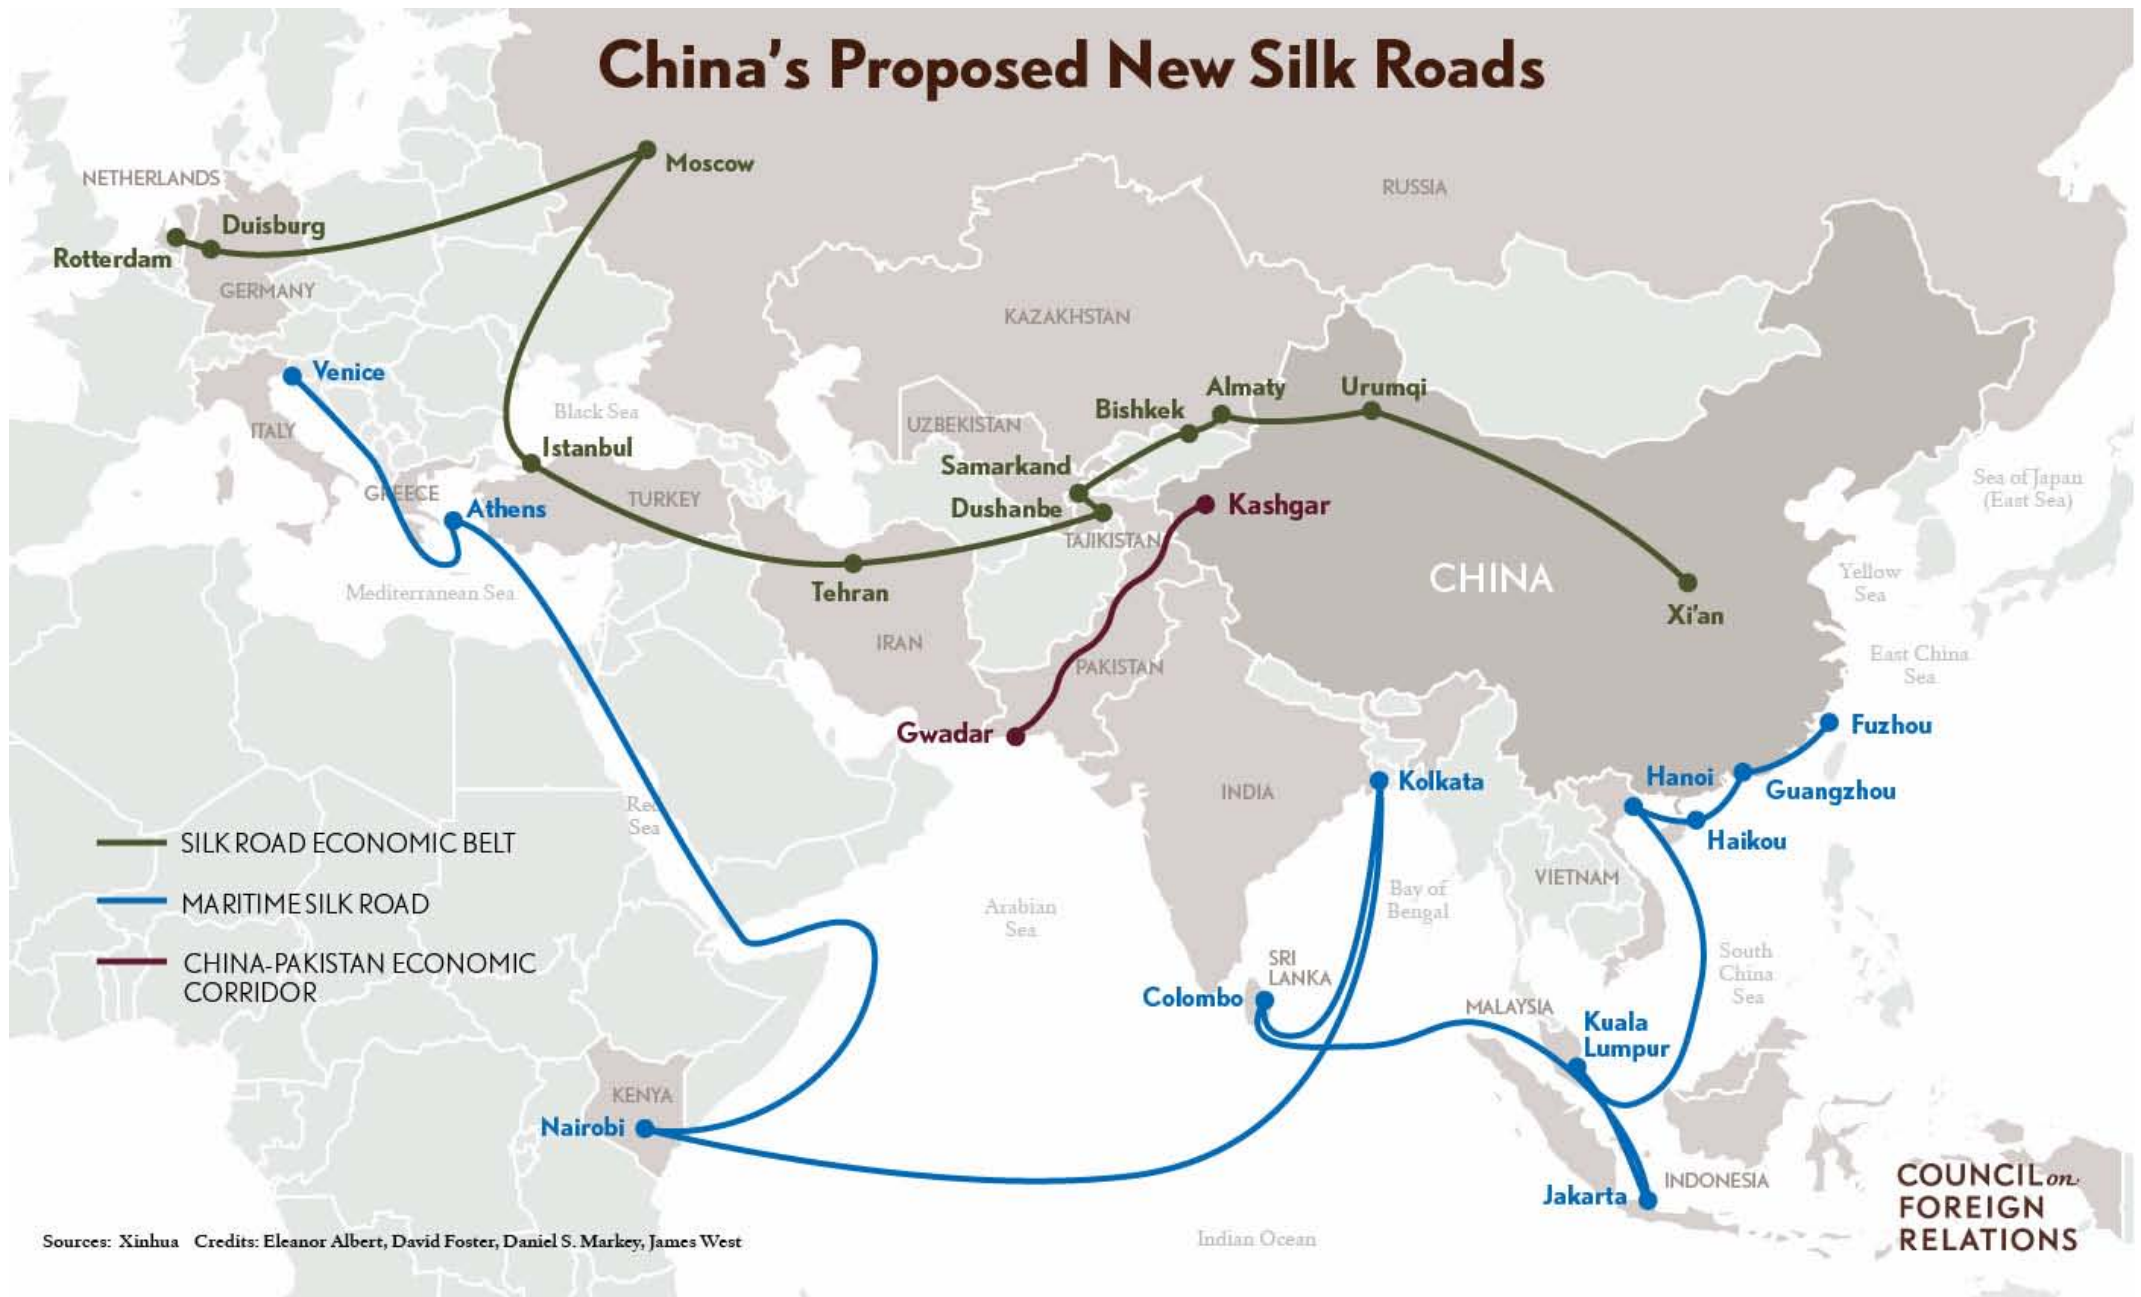 China's Proposed New Silk Roads
Moscow
NETHERLANDS
RUSSIA
Duisburg
Rotterdam
GERMANY
KAZAKHSTAN
Venice
Almaty
Urumqi
Black Sea
Bishkek
UZBEKISTAN
ITALY
Istanbul
Samarkand
Sea of Japan
(East Sea)
GREECE
TURKEY
Athens
Dushanbe
Kashgar
TAJIKISTAN
CHINA
Yellow
Sea
Mediterranean Sea
Tehran
Xi'an
IRAN
East China
Sea
PAKISTAN
Gwadar
Fuzhou
Kolkata
Hanoi
INDIA
Guangzhou
Red
Sea
SILK ROAD ECONOMIC BELT
Haikou
VIETNAM
MARITIME SILK ROAD
Arabian
Sea
Bay of
Bengal
CHINA-PAKISTAN ECONOMIC
CORRIDOR
SRI
LANKA
South
China
Sea
Colombo
MALAYSIA
Kuala
Lumpur
KENYA
Nairobi
INDONESIA
Jakarta
COUNCIL on
FOREIGN
RELATIONS
Sources: Xinhua Credits: Eleanor Albert, David Foster, Daniel S. Markey, James West
Indian Ocean